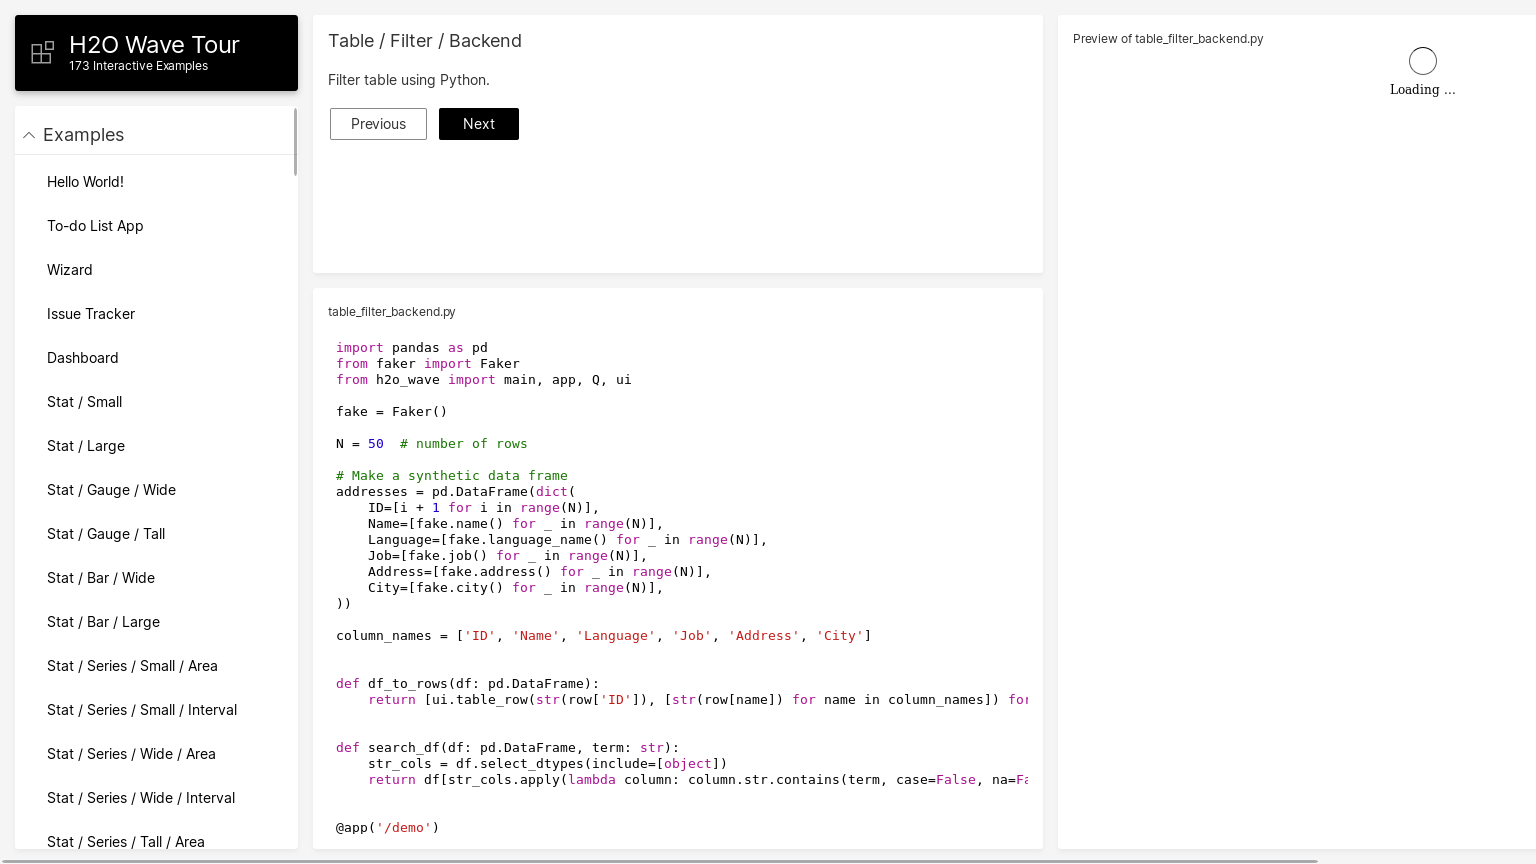 H2O Wave Tour
173 Interactive Examples
Examples
Hello World!
To-do List App
Wizard
Issue Tracker
Dashboard
Stat / Small
Stat / Large
Stat / Gauge / Wide
Stat / Gauge / Tall
Stat / Bar / Wide
Stat / Bar / Large
Stat / Series / Small / Area
Stat / Series / Small / Interval
Stat / Series / Wide / Area
Stat / Series / Wide / Interval
Stat / Series / Tall / Area
Table / Filter / Backend
Filter table using Python.
Previous Next
table_filter_backend.py
import pandas as pd
from faker import Faker
from h2o_wave import main, app, Q, ui
fake = Faker()
N = 50  # number of rows
# Make a synthetic data frame
addresses = pd.DataFrame(dict(
    ID=[i + 1 for i in range(N)],
    Name=[fake.name() for _ in range(N)],
    Language=[fake.language_name() for _ in range(N)],
    Job=[fake.job() for _ in range(N)],
    Address=[fake.address() for _ in range(N)],
    City=[fake.city() for _ in range(N)],
))
column_names = ['ID', 'Name', 'Language', 'Job', 'Address', 'City']
def df_to_rows(df: pd.DataFrame):
    return [ui.table_row(str(row['ID']), [str(row[name]) for name in column_names]) for
def search_df(df: pd.DataFrame, term: str):
    str_cols = df.select_dtypes(include=[object])
    return df[str_cols.apply(lambda column: column.str.contains(term, case=False, na=Fa
@app('/demo')
Preview of table_filter_backend.py
Loading ...